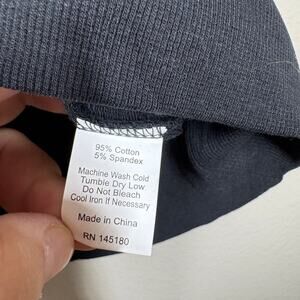 95% Cotton
5% Spandex
Machine Wash Cold
Tumble Dry Low
Do Not Bleach
Cool Iron If Necessary
Made in China
RN 145180